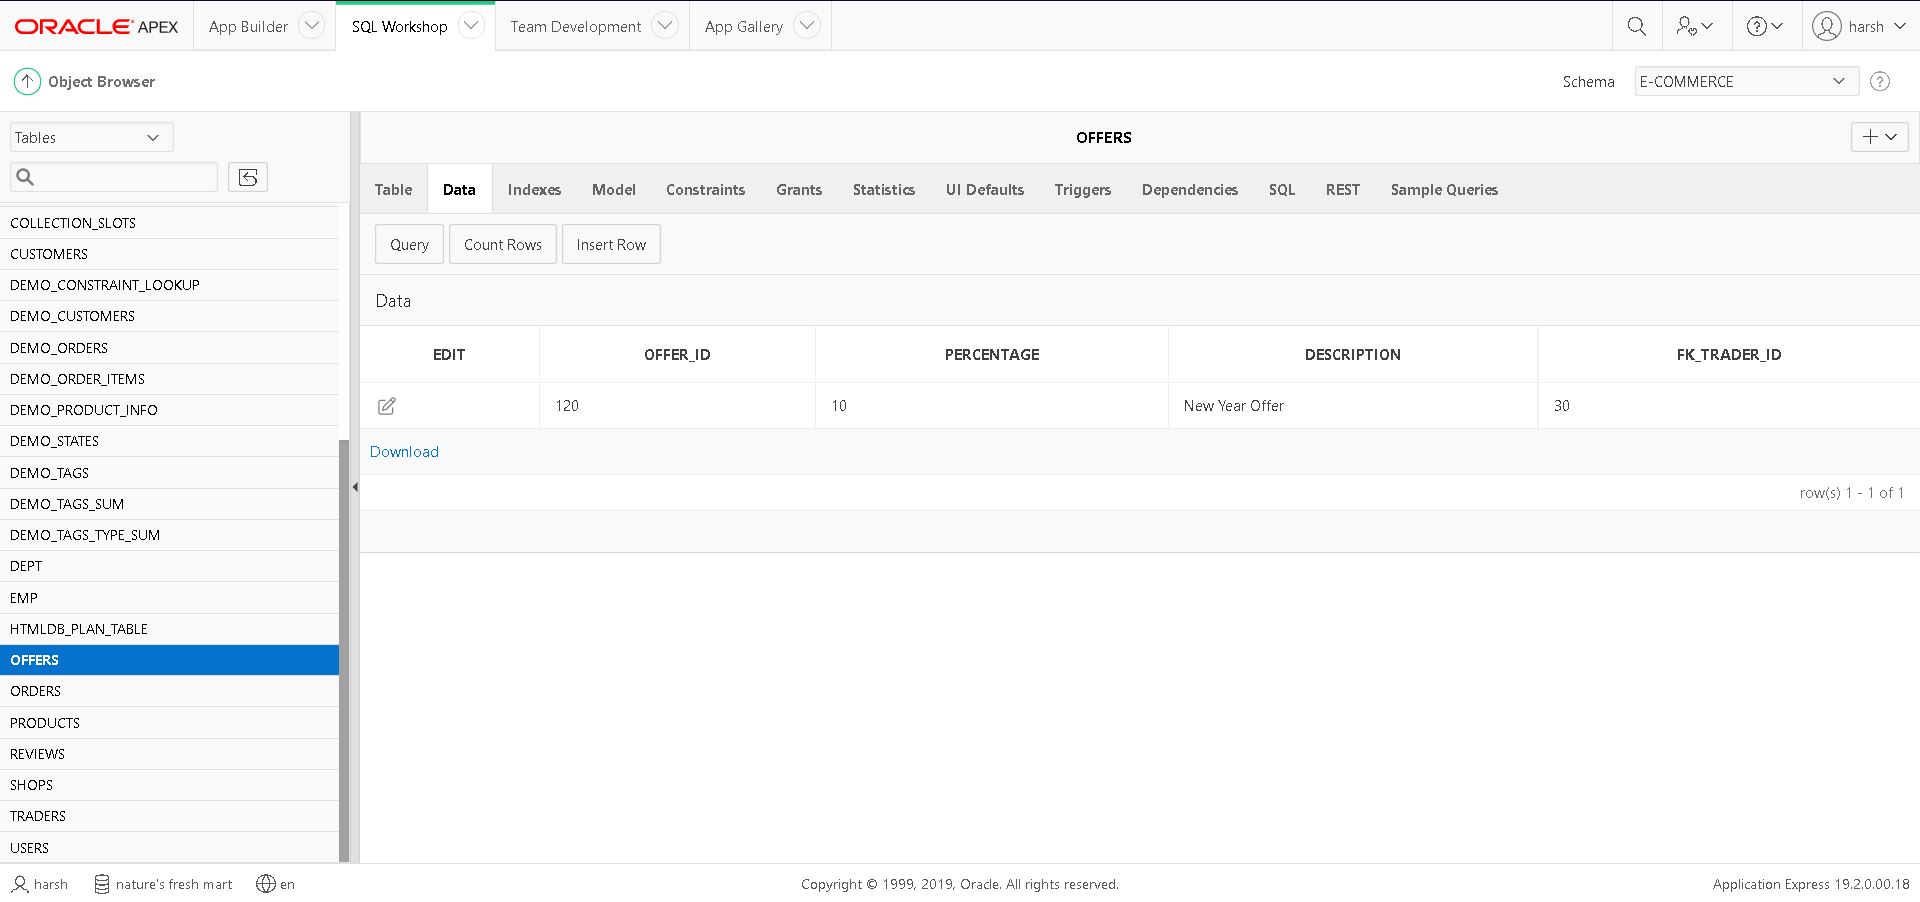 ORACLE APEX App Builder SQL Workshop Team Development App Gallery harsh
Object Browser Schema E-COMMERCE
Tables
COLLECTION_SLOTS
CUSTOMERS
DEMO_CONSTRAINT_LOOKUP
DEMO_CUSTOMERS
DEMO_ORDERS
DEMO_ORDER_ITEMS
DEMO_PRODUCT_INFO
DEMO_STATES
DEMO_TAGS
DEMO_TAGS_SUM
DEMO_TAGS_TYPE_SUM
DEPT
EMP
HTMLDB_PLAN_TABLE
OFFERS
ORDERS
PRODUCTS
REVIEWS
SHOPS
TRADERS
USERS
OFFERS
Table Data Indexes Model Constraints Grants Statistics UI Defaults Triggers Dependencies SQL REST Sample Queries
Query Count Rows Insert Row
Data
EDIT OFFER_ID PERCENTAGE DESCRIPTION FK_TRADER_ID
120 10 New Year Offer 30
Download
row(s) 1 - 1 of 1
harsh nature's fresh mart en Copyright © 1999, 2019, Oracle. All rights reserved. Application Express 19.2.0.00.18